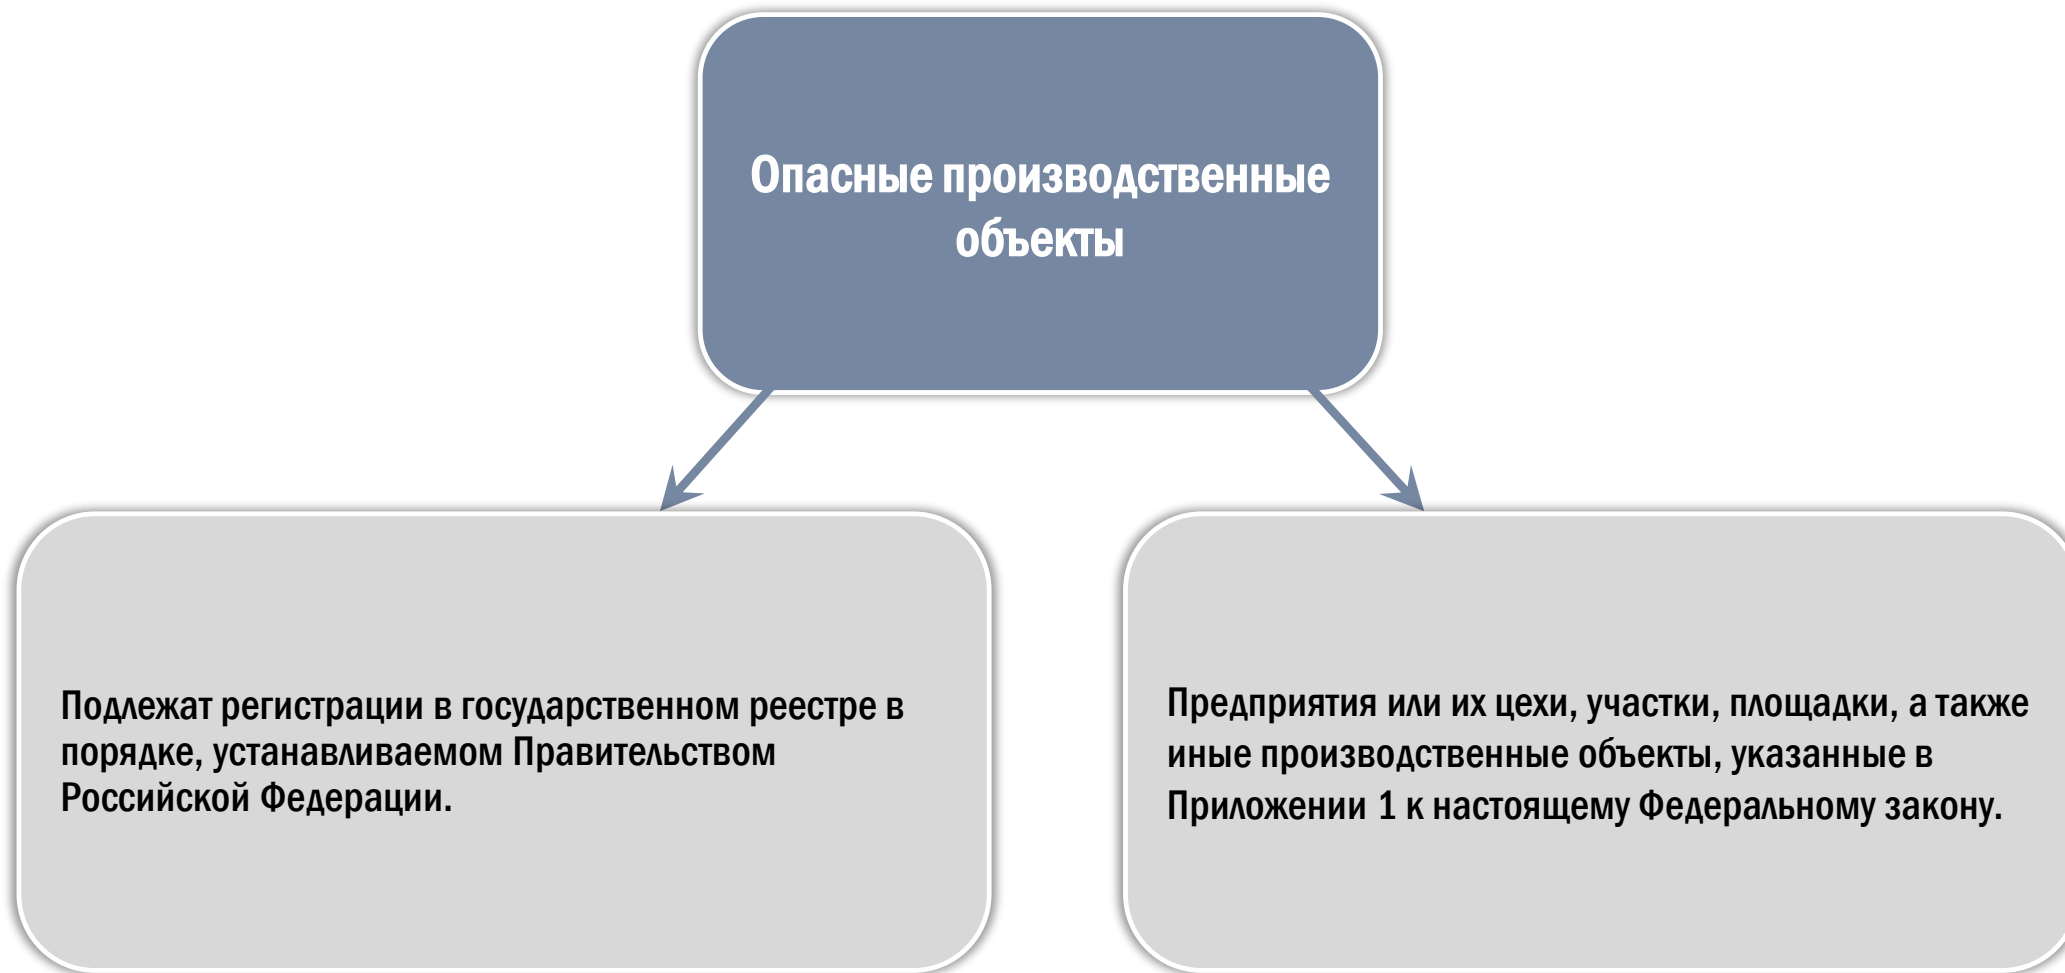 Опасные производственные
объекты
Подлежат регистрации в государственном реестре в
порядке, устанавливаемом Правительством
Российской Федерации.
Предприятия или их цехи, участки, площадки, а также
иные производственные объекты, указанные в
Приложении 1 к настоящему Федеральному закону.